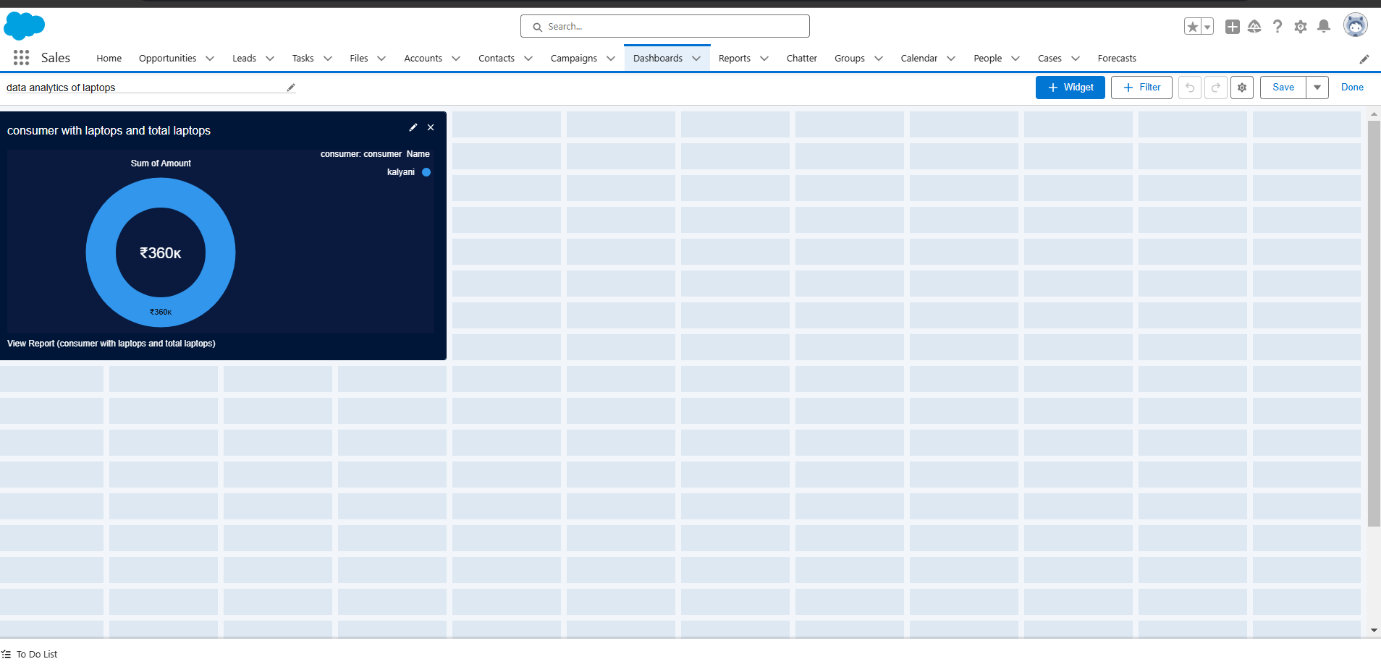 Search...
Sales
Home
Opportunities
Leads
Tasks
Files
Accounts
Contacts
Campaigns
Dashboards
Reports
Chatter
Groups
Calendar
People
Cases
Forecasts
data analytics of laptops
+ Widget
+ Filter
Save
Done
consumer with laptops and total laptops
Sum of Amount
consumer: consumer Name
kalyani
₹360K
₹360K
View Report (consumer with laptops and total laptops)
To Do List